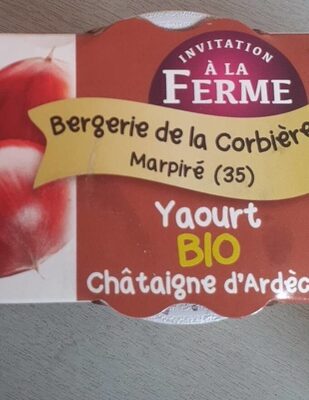 INVITATION
À LA
FERME
Bergerie de la Corbière
Marpiré (35)
Yaourt
BIO
Châtaigne d'Ardèc